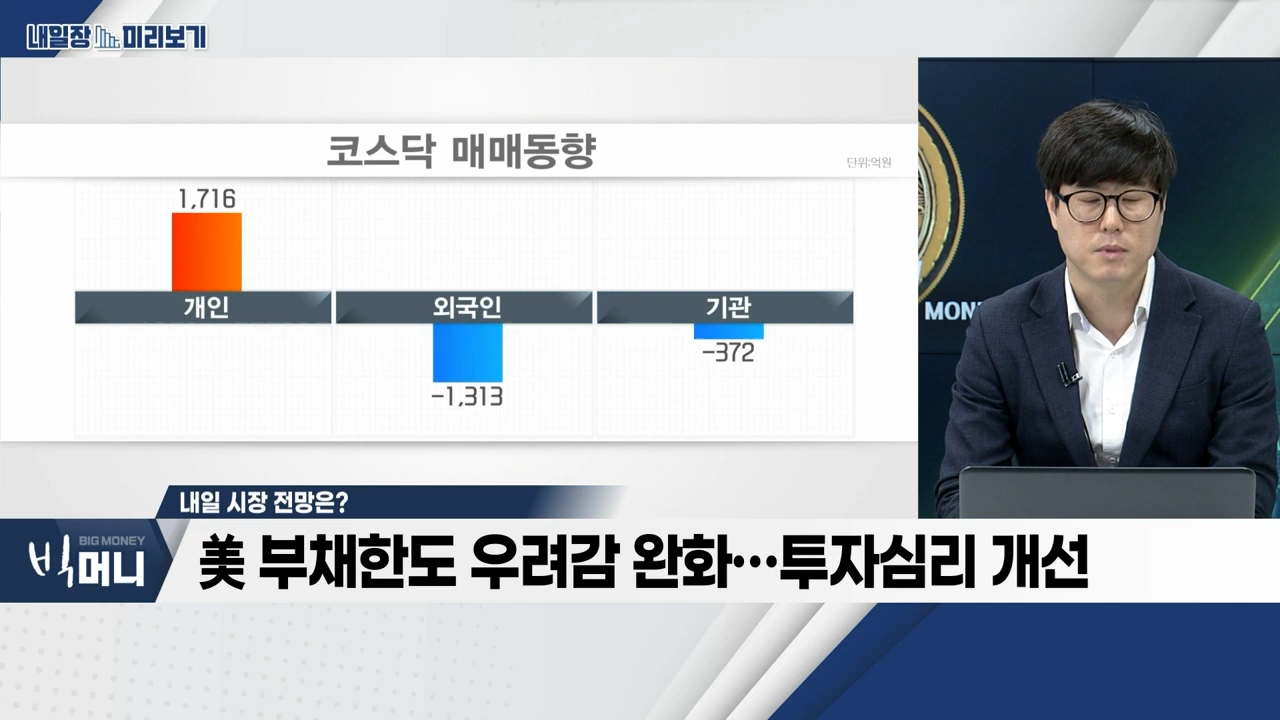 내일장 미리보기
코스닥 매매동향
단위:억원
1,716
개인
외국인
기관
-1,313
-372
MON
내일 시장 전망은?
BIG MONEY
빅머니
美 부채한도 우려감 완화…투자심리 개선